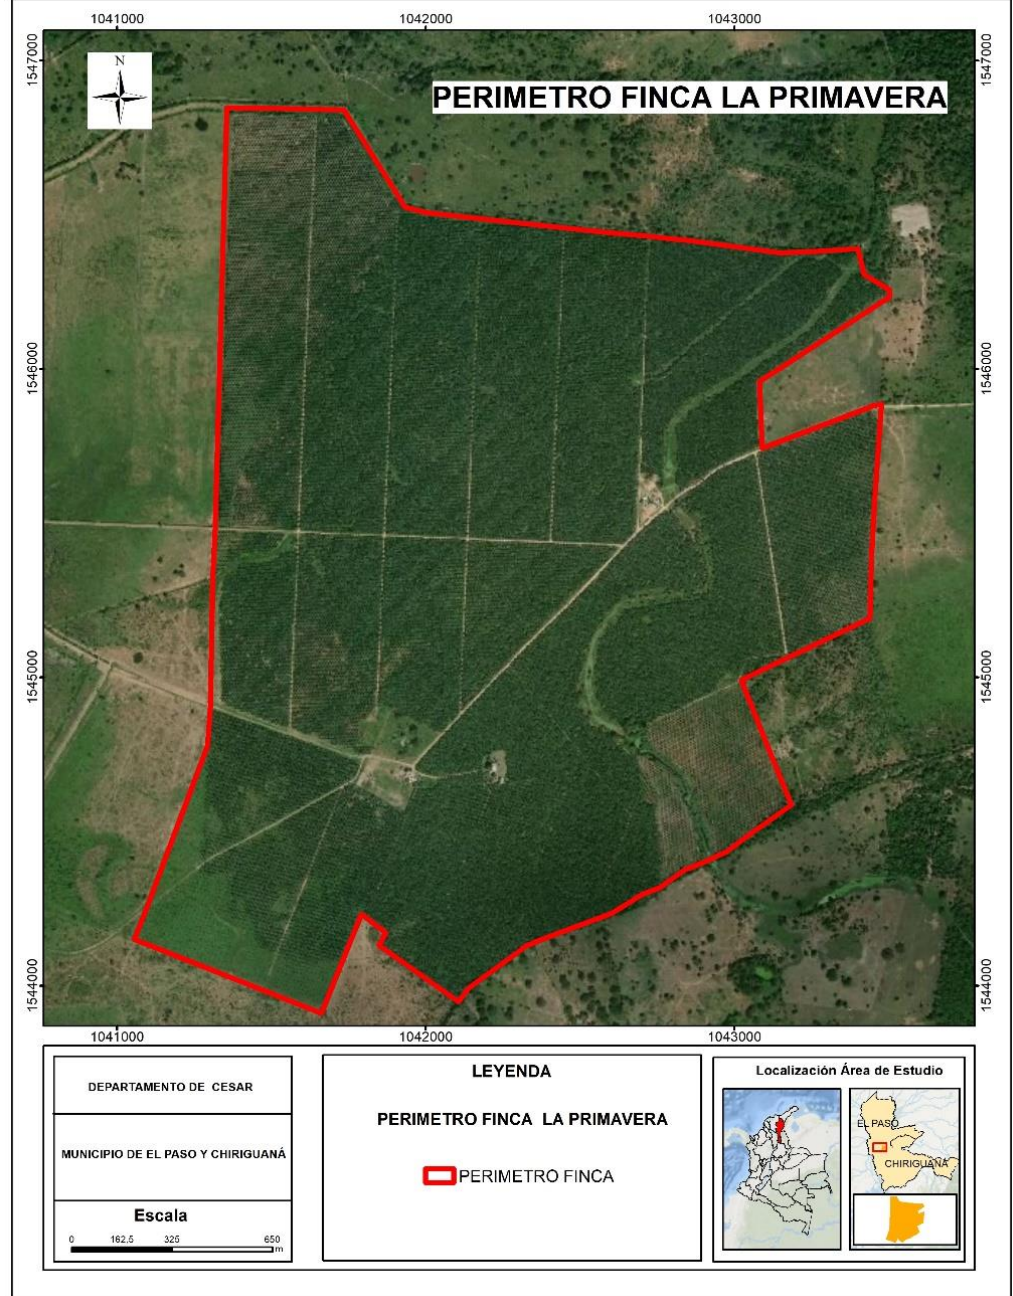 1041000 1042000 1043000
1547000 1547000
N
PERIMETRO FINCA LA PRIMAVERA
1546000 1546000
1545000 1545000
1544000 1544000
1041000 1042000 1043000
DEPARTAMENTO DE CESAR
MUNICIPIO DE EL PASO Y CHIRIGUANÁ
Escala
0 162.5 325 650
m
LEYENDA
PERIMETRO FINCA LA PRIMAVERA
PERIMETRO FINCA
Localización Área de Estudio
EL PASO
CHIRIGUANA